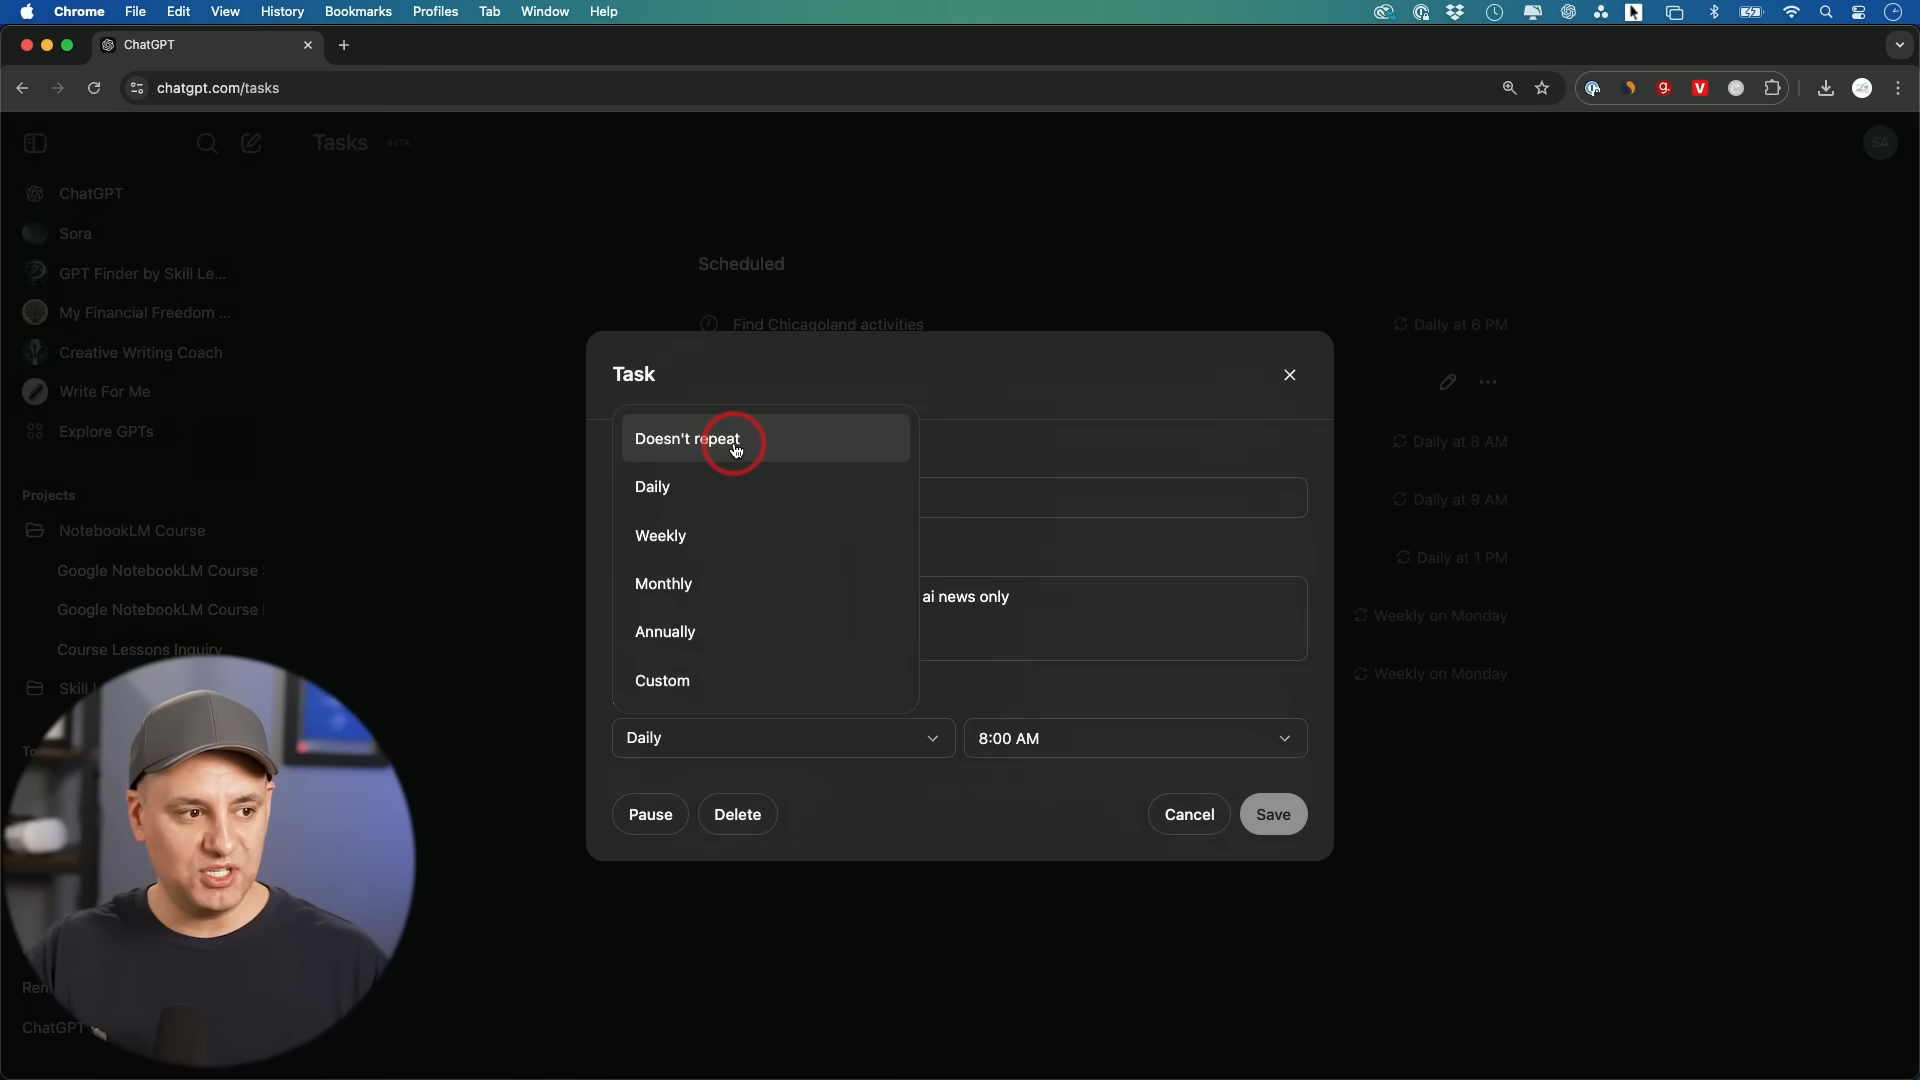 Chrome File Edit View History Bookmarks Profiles Tab Window Help
ChatGPT
chatgpt.com/tasks
Tasks BETA
SA
ChatGPT
Sora
GPT Finder by Skill Le...
My Financial Freedom ...
Creative Writing Coach
Write For Me
Explore GPTs
Projects
NotebookLM Course
Google NotebookLM Course
Google NotebookLM Course
Course Lessons Inquiry
ChatGPT
Scheduled
Find Chicagoland activities
Daily at 6 PM
Daily at 8 AM
Daily at 9 AM
Daily at 1 PM
Weekly on Monday
Weekly on Monday
Task
Doesn't repeat
Daily
Weekly
Monthly
Annually
Custom
ai news only
Daily
8:00 AM
Pause
Delete
Cancel
Save